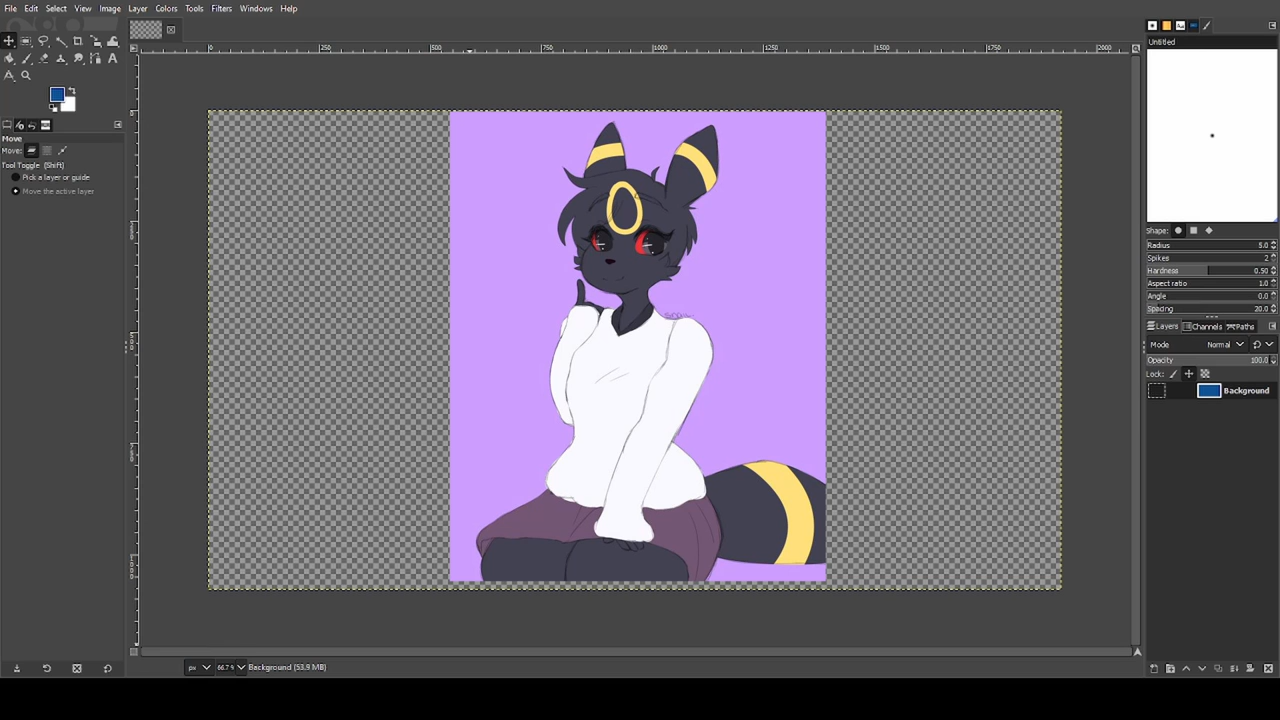 File Edit Select View Image Layer Colors Tools Filters Windows Help
0 250 500 750 1000 1250 1500 1750 2000
Untitled
Move
Move:
Tool Toggle (Shift)
Pick a layer or guide
Move the active layer
Shape:
Radius 5.0
Spikes 2
Hardness 0.50
Aspect ratio 1.0
Angle 0.0
Spacing 20.0
Layers Channels Paths
Mode Normal
Opacity 100.0
Lock:
Background
px 66.7 Background (53.9 MB)